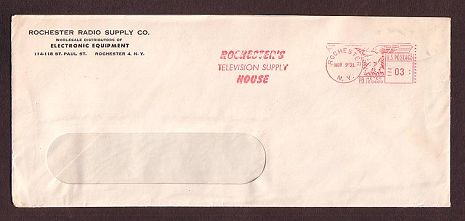 ROCHESTER RADIO SUPPLY CO.
WHOLESALE DISTRIBUTORS OF
ELECTRONIC EQUIPMENT
114-118 ST. PAUL ST. ROCHESTER 4, N. Y.
ROCHESTER'S
TELEVISION SUPPLY
HOUSE
ROCHESTER
N.Y.
U.S. POSTAGE
03